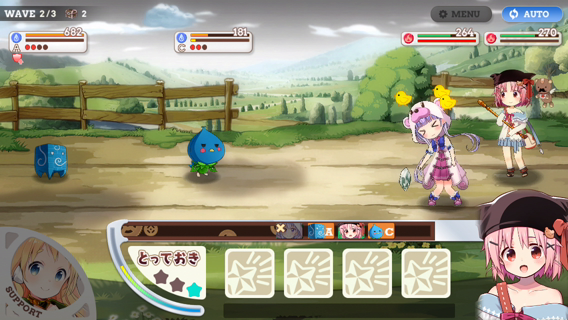 WAVE 2/3 2
MENU
AUTO
682
A
181
C
264
270
A
C
とっておき
SUPPORT